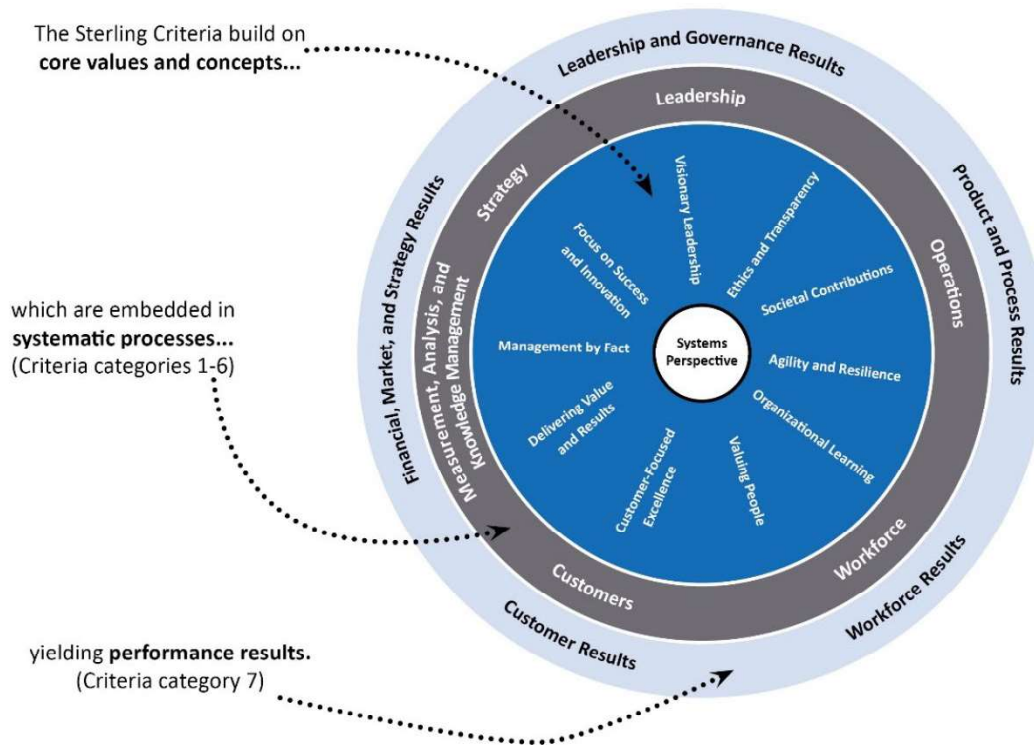 The Sterling Criteria build on
core values and concepts...
which are embedded in
systematic processes...
(Criteria categories 1-6)
yielding performance results.
(Criteria category 7)
Leadership and Governance Results
Product and Process Results
Workforce Results
Customer Results
Financial, Market, and Strategy Results
Leadership
Operations
Workforce
Customers
Measurement, Analysis, and
Knowledge Management
Strategy
Visionary Leadership
Ethics and Transparency
Societal Contributions
Agility and Resilience
Organizational Learning
Valuing People
Customer-Focused
Excellence
Delivering Value
and Results
Management by Fact
Focus on Success
and Innovation
Systems
Perspective